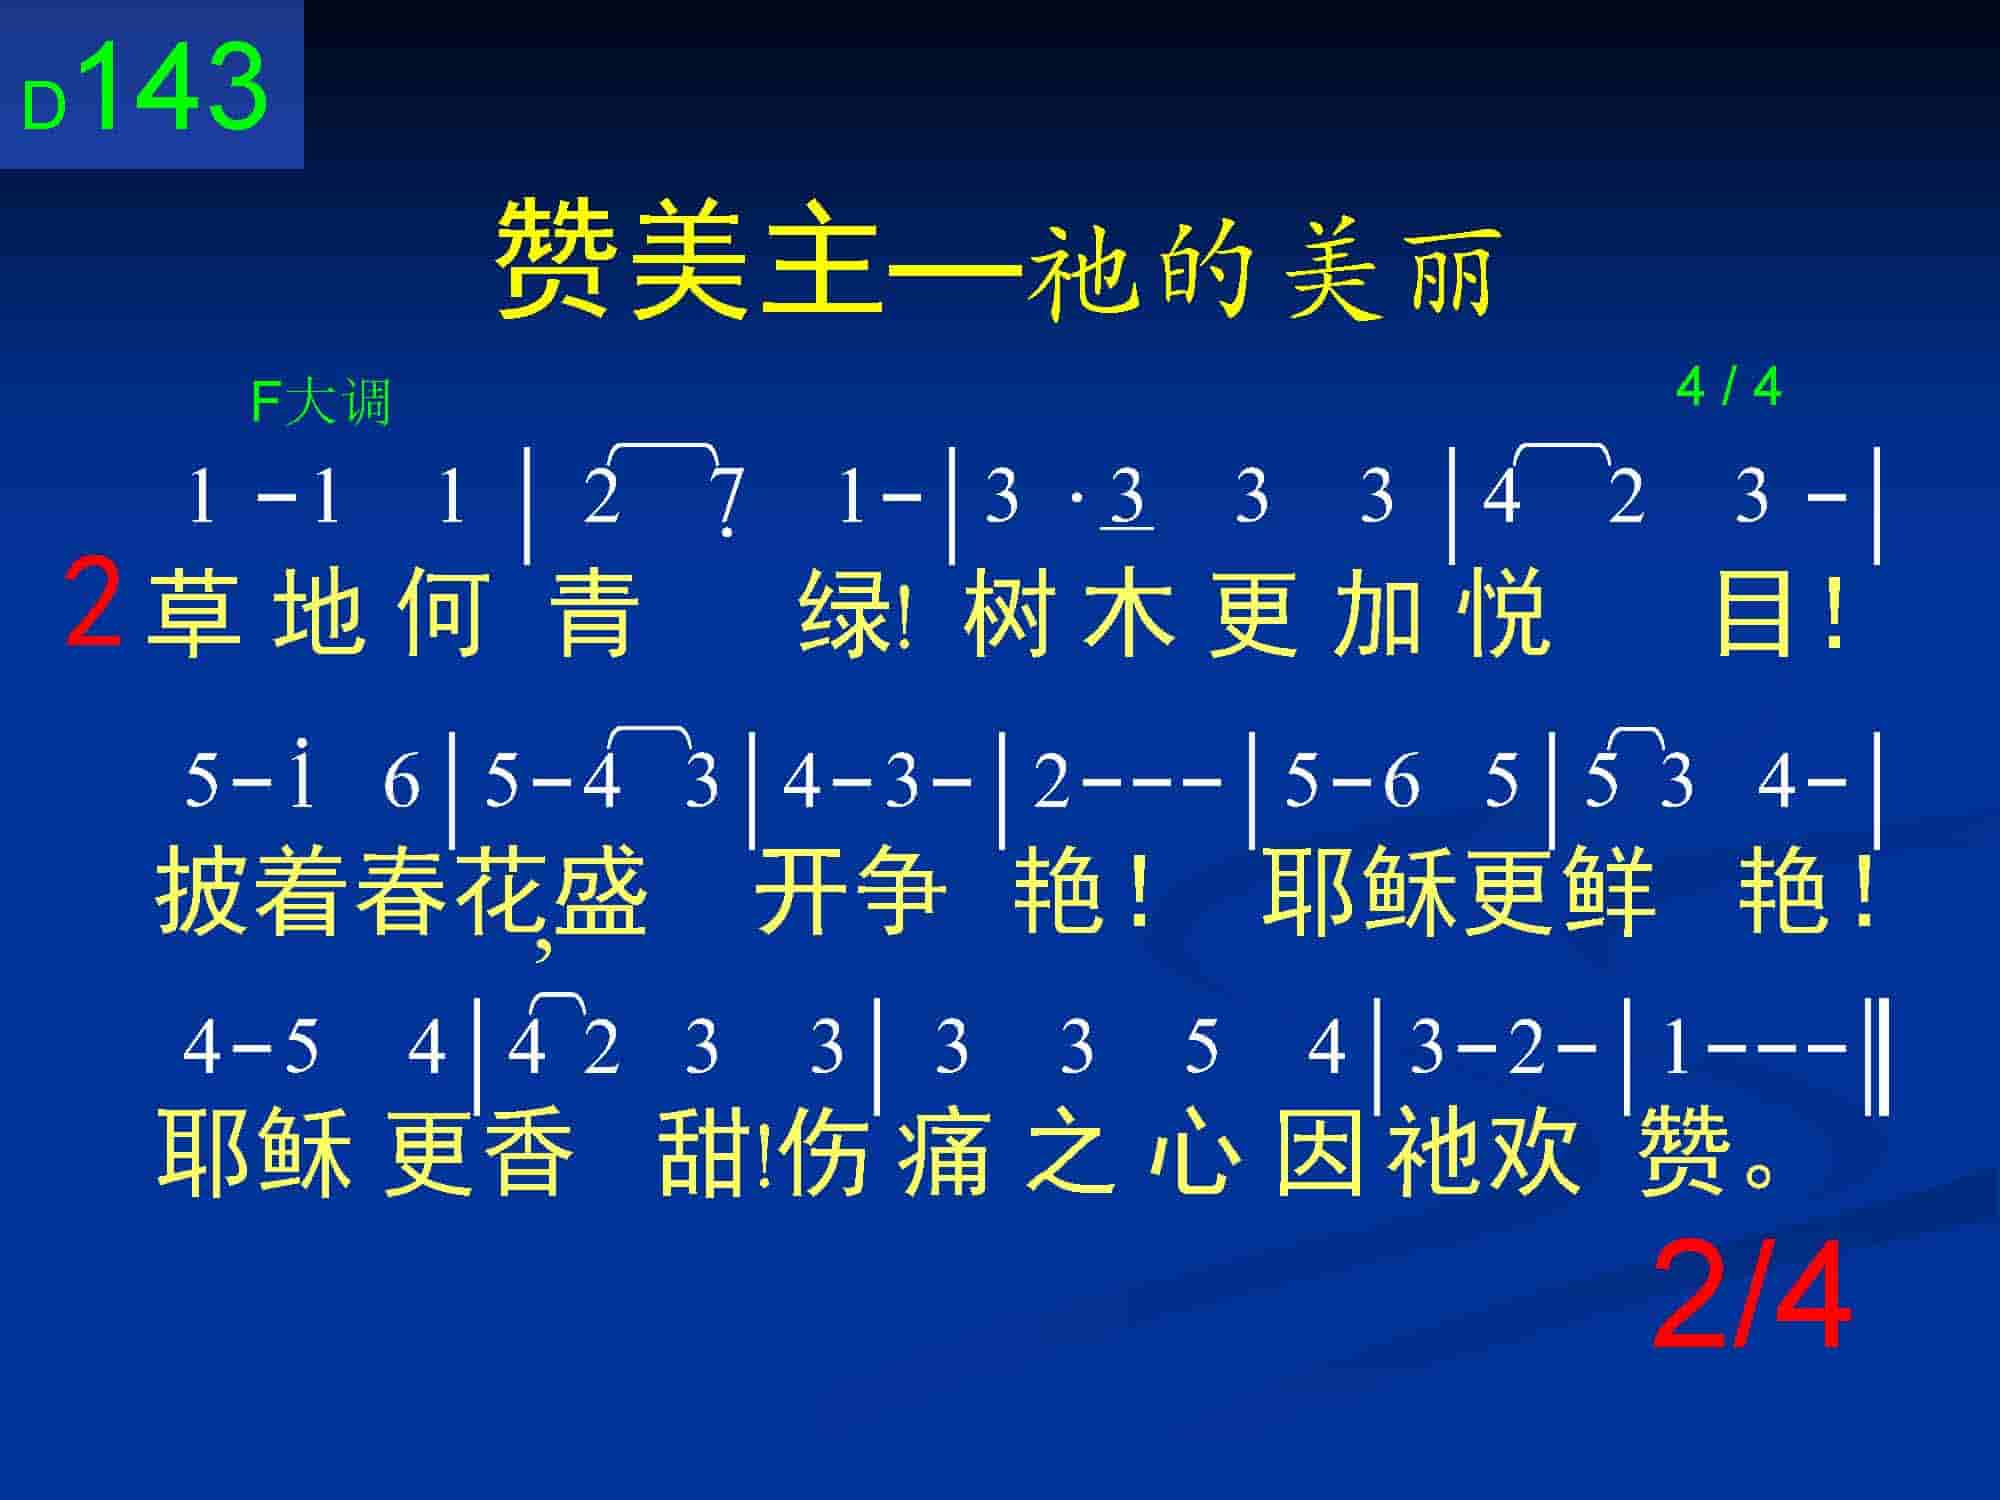 D143
赞美主—祂的美丽
F大调 4 / 4
1 -1 1 | 2 7̣ 1- | 3 ·3̲ 3 3 | 4 2 3 - |
2 草地何青 绿! 树木更加悦 目!
5-i 6 | 5-4 3 | 4-3- | 2--- | 5-6 5 | 5 3 4- |
披着春花,盛 开争 艳! 耶稣更鲜 艳!
4-5 4 | 4 2 3 3 | 3 3 5 4 | 3-2- | 1--- ‖
耶稣更香 甜!伤痛之心因祂欢 赞。
2/4